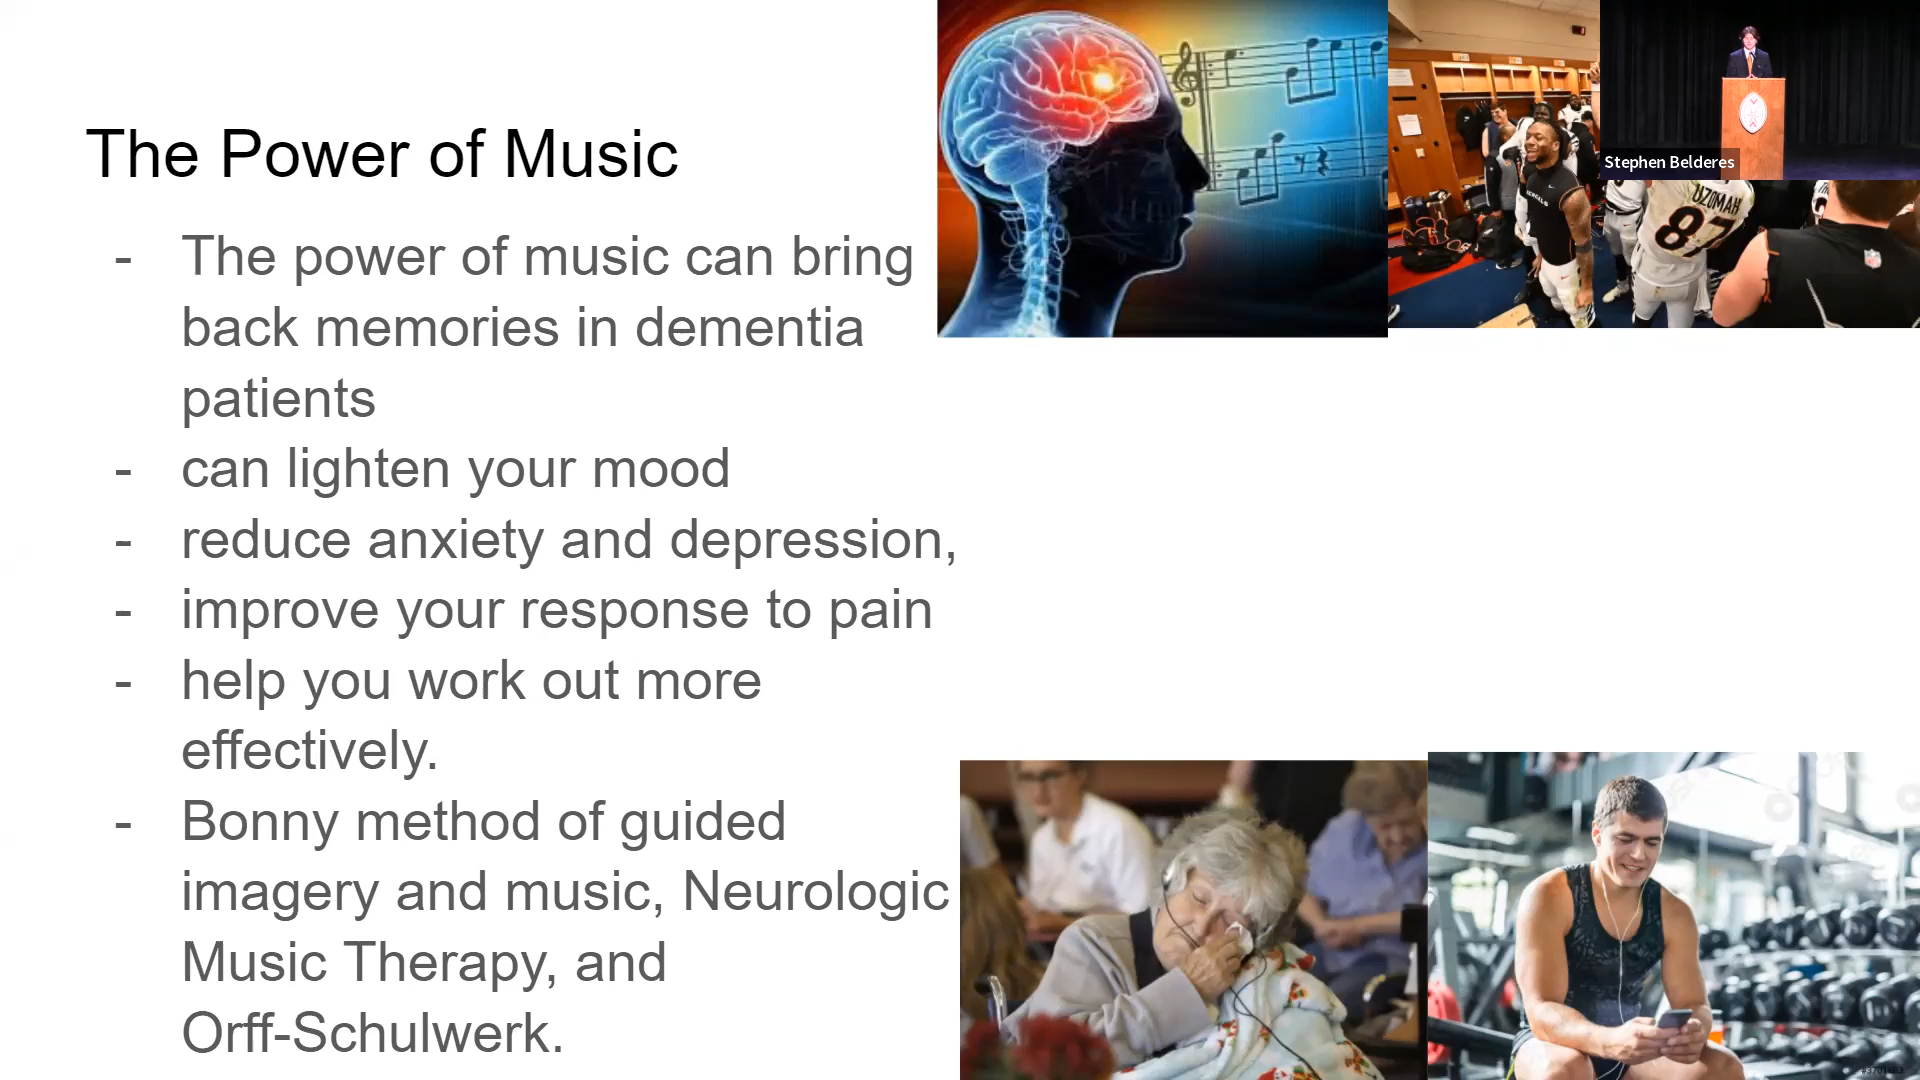 The Power of Music
- The power of music can bring
back memories in dementia
patients
- can lighten your mood
- reduce anxiety and depression,
- improve your response to pain
- help you work out more
effectively.
- Bonny method of guided
imagery and music, Neurologic
Music Therapy, and
Orff-Schulwerk.
Stephen Belderes
BENGALS
UZOMAH
87
NFL